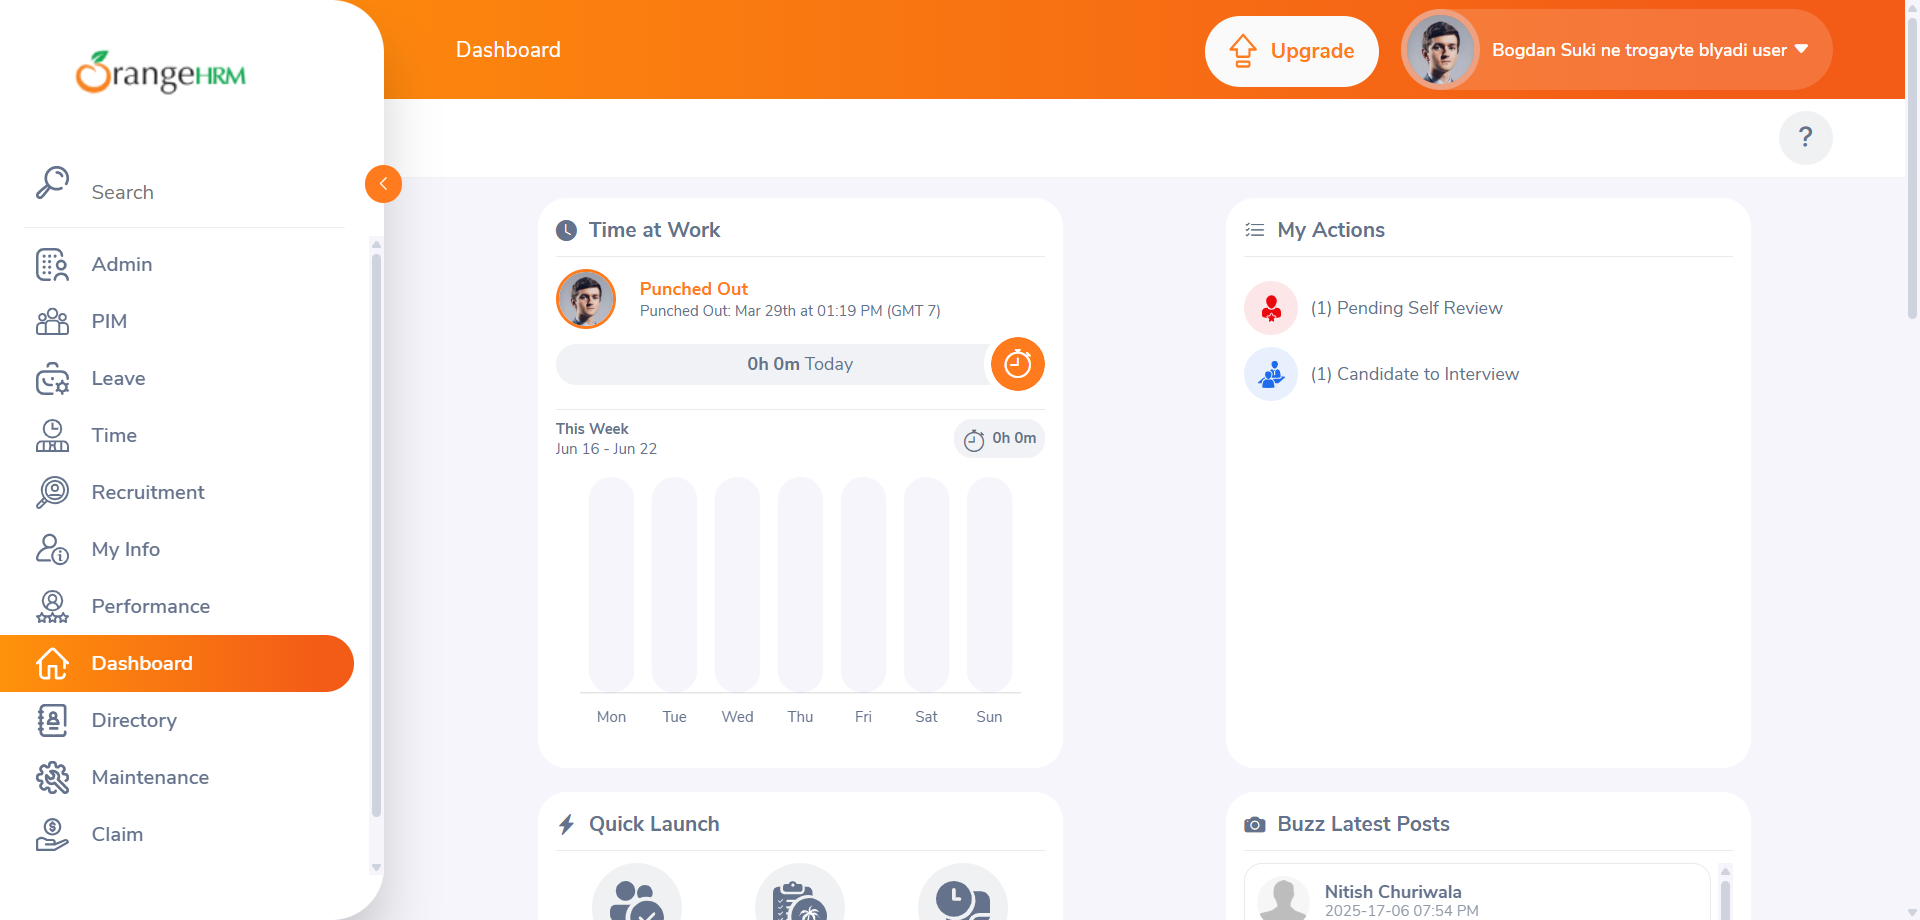 OrangeHRM
Dashboard
Upgrade
Bogdan Suki ne trogayte blyadi user
?
Search
Admin
PIM
Leave
Time
Recruitment
My Info
Performance
Dashboard
Directory
Maintenance
Claim
Time at Work
Punched Out
Punched Out: Mar 29th at 01:19 PM (GMT 7)
0h 0m Today
This Week
Jun 16 - Jun 22
0h 0m
Mon Tue Wed Thu Fri Sat Sun
My Actions
(1) Pending Self Review
(1) Candidate to Interview
Quick Launch
Buzz Latest Posts
Nitish Churiwala
2025-17-06 07:54 PM